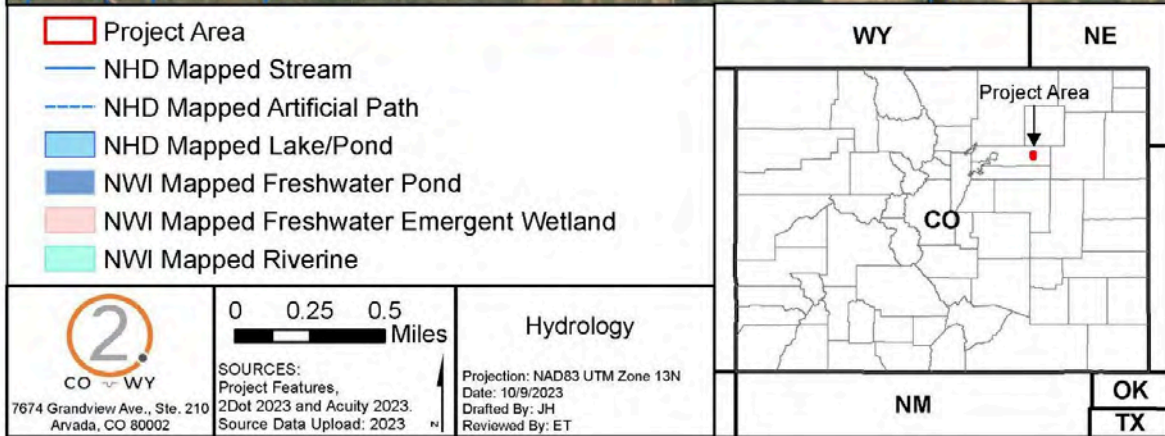 Project Area
NHD Mapped Stream
NHD Mapped Artificial Path
NHD Mapped Lake/Pond
NWI Mapped Freshwater Pond
NWI Mapped Freshwater Emergent Wetland
NWI Mapped Riverine
2.
CO WY
7674 Grandview Ave., Ste. 210
Arvada, CO 80002
0 0.25 0.5
Miles
SOURCES:
Project Features,
2Dot 2023 and Acuity 2023.
Source Data Upload: 2023
N
Hydrology
Projection: NAD83 UTM Zone 13N
Date: 10/9/2023
Drafted By: JH
Reviewed By: ET
WY
NE
Project Area
CO
NM
OK
TX